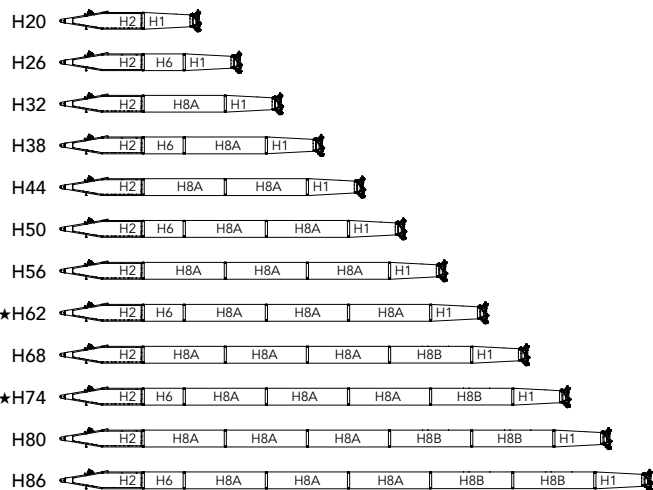 H20 H2 H1
H26 H2 H6 H1
H32 H2 H8A H1
H38 H2 H6 H8A H1
H44 H2 H8A H8A H1
H50 H2 H6 H8A H8A H1
H56 H2 H8A H8A H8A H1
★H62 H2 H6 H8A H8A H8A H1
H68 H2 H8A H8A H8A H8B H1
★H74 H2 H6 H8A H8A H8A H8B H1
H80 H2 H8A H8A H8A H8B H8B H1
H86 H2 H6 H8A H8A H8A H8B H8B H1